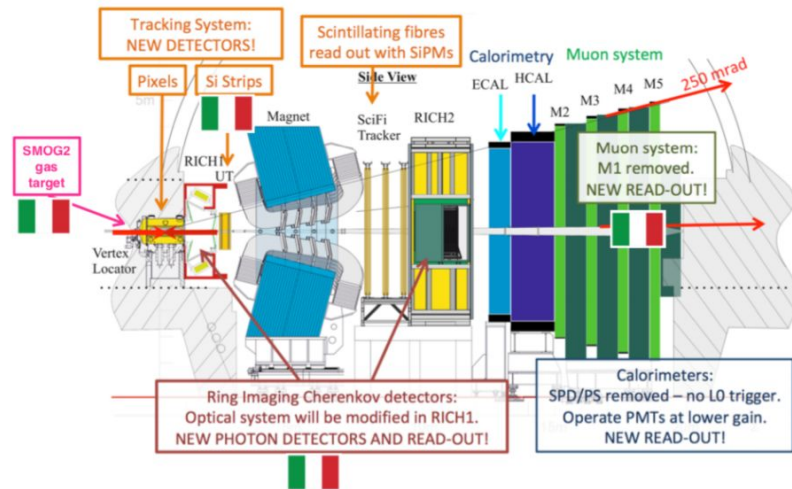 Tracking System:
NEW DETECTORS!
Scintillating fibres
read out with SiPMs
Calorimetry
Muon system
Pixels
Si Strips
Side View
ECAL
HCAL
M2
M3
M4
M5
250 mrad
5m
Magnet
SciFi
Tracker
RICH2
SMOG2
gas
target
RICH1
UT
Muon system:
M1 removed.
NEW READ-OUT!
Vertex
Locator
Ring Imaging Cherenkov detectors:
Optical system will be modified in RICH1.
NEW PHOTON DETECTORS AND READ-OUT!
Calorimeters:
SPD/PS removed – no L0 trigger.
Operate PMTs at lower gain.
NEW READ-OUT!